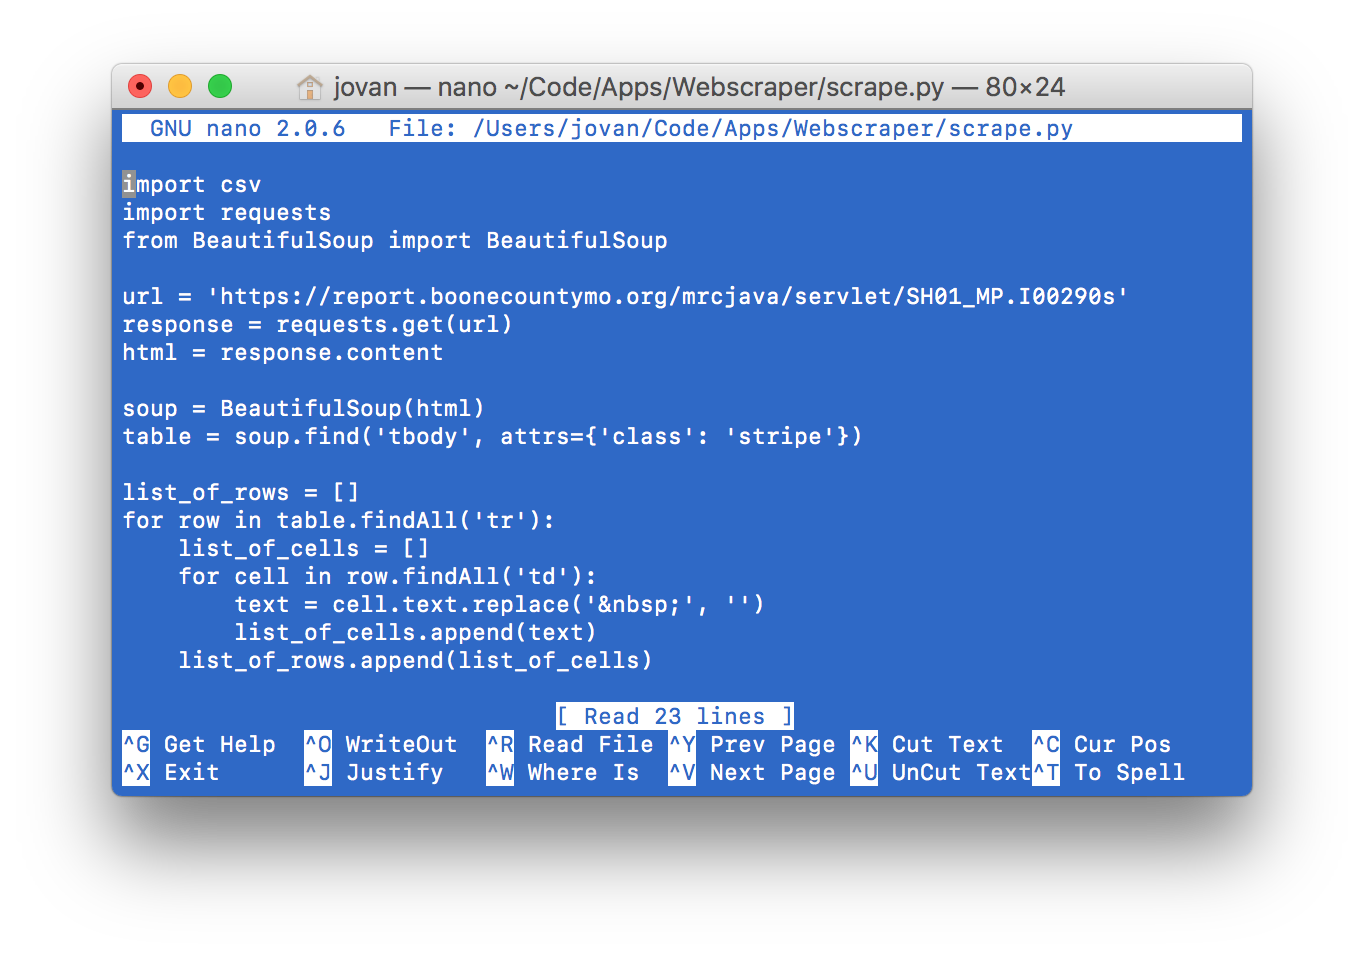 jovan — nano ~/Code/Apps/Webscraper/scrape.py — 80×24
GNU nano 2.0.6 File: /Users/jovan/Code/Apps/Webscraper/scrape.py
import csv
import requests
from BeautifulSoup import BeautifulSoup
url = 'https://report.boonecountymo.org/mrcjava/servlet/SH01_MP.I00290s'
response = requests.get(url)
html = response.content
soup = BeautifulSoup(html)
table = soup.find('tbody', attrs={'class': 'stripe'})
list_of_rows = []
for row in table.findAll('tr'):
    list_of_cells = []
    for cell in row.findAll('td'):
        text = cell.text.replace('&nbsp;', '')
        list_of_cells.append(text)
    list_of_rows.append(list_of_cells)
[ Read 23 lines ]
^G Get Help ^O WriteOut ^R Read File ^Y Prev Page ^K Cut Text ^C Cur Pos
^X Exit ^J Justify ^W Where Is ^V Next Page ^U UnCut Text ^T To Spell